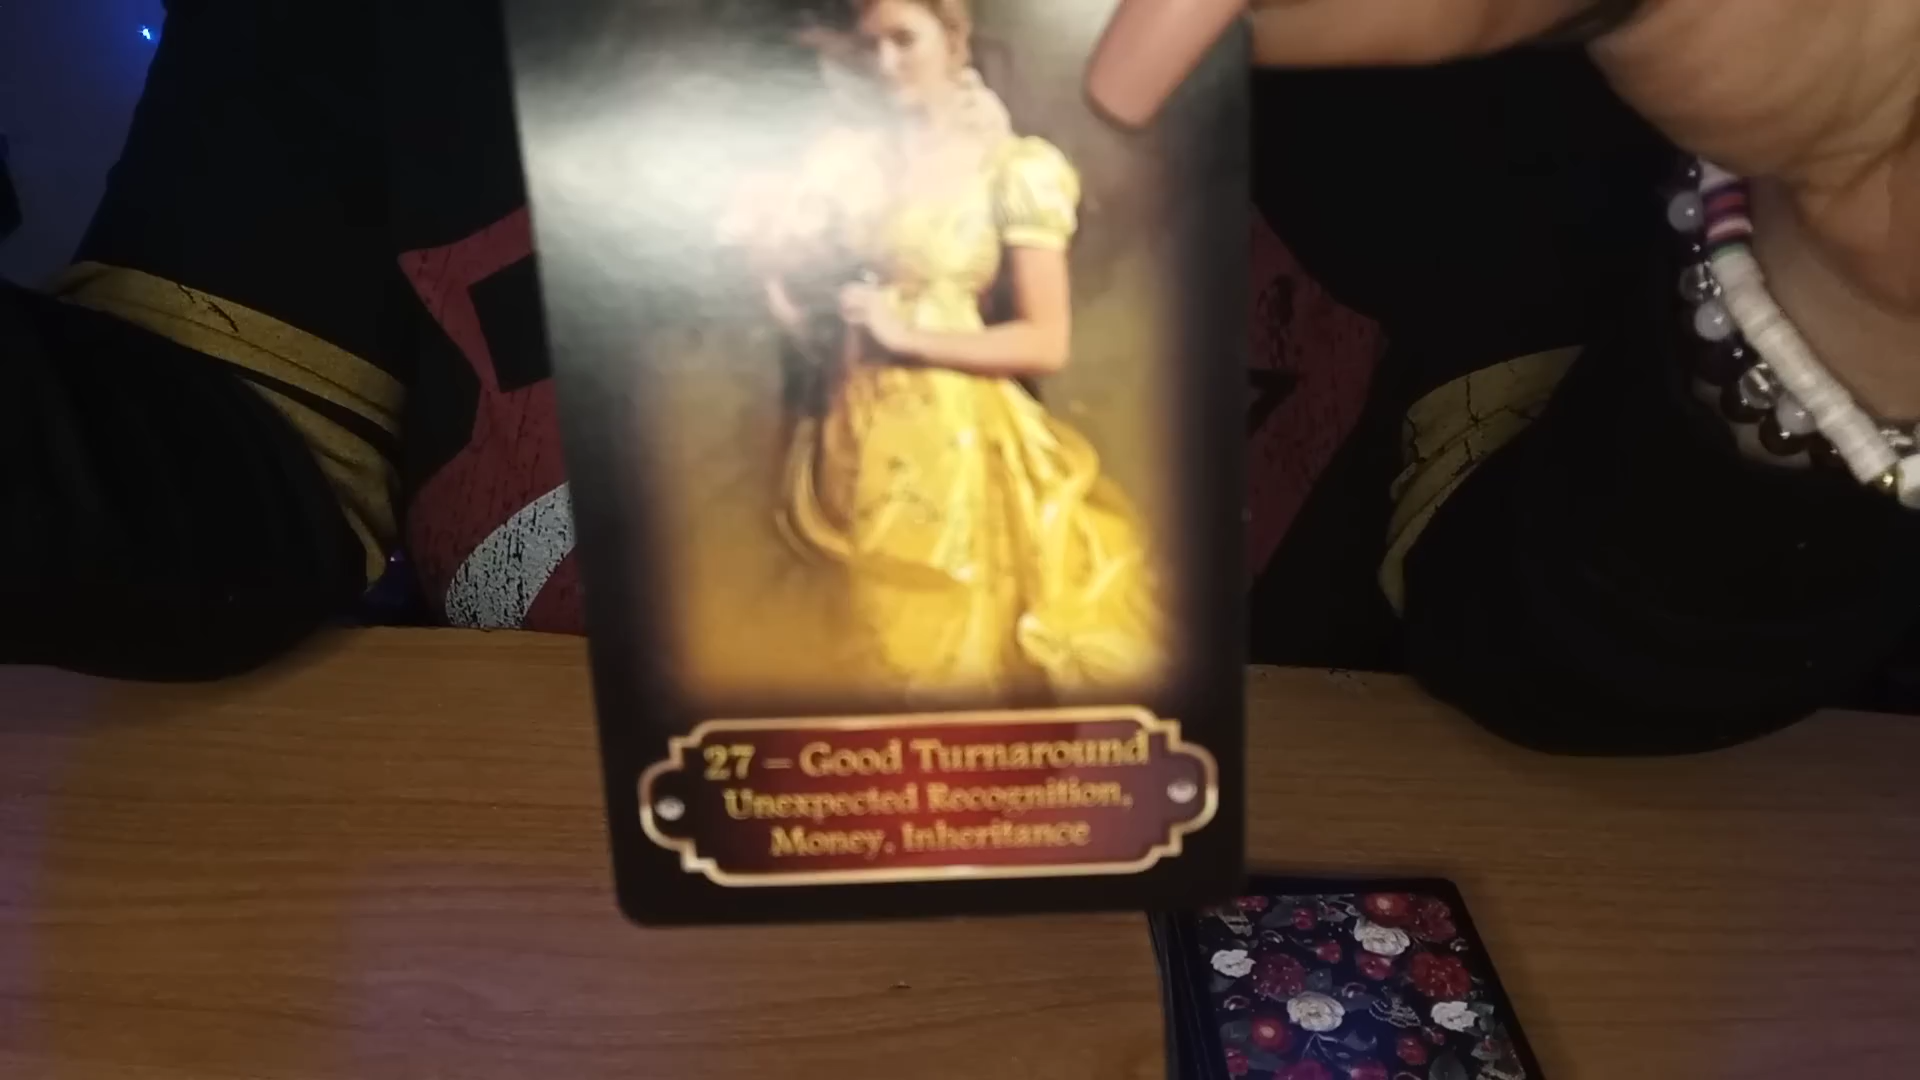 27 – Good Turnaround
Unexpected Recognition,
Money, Inheritance